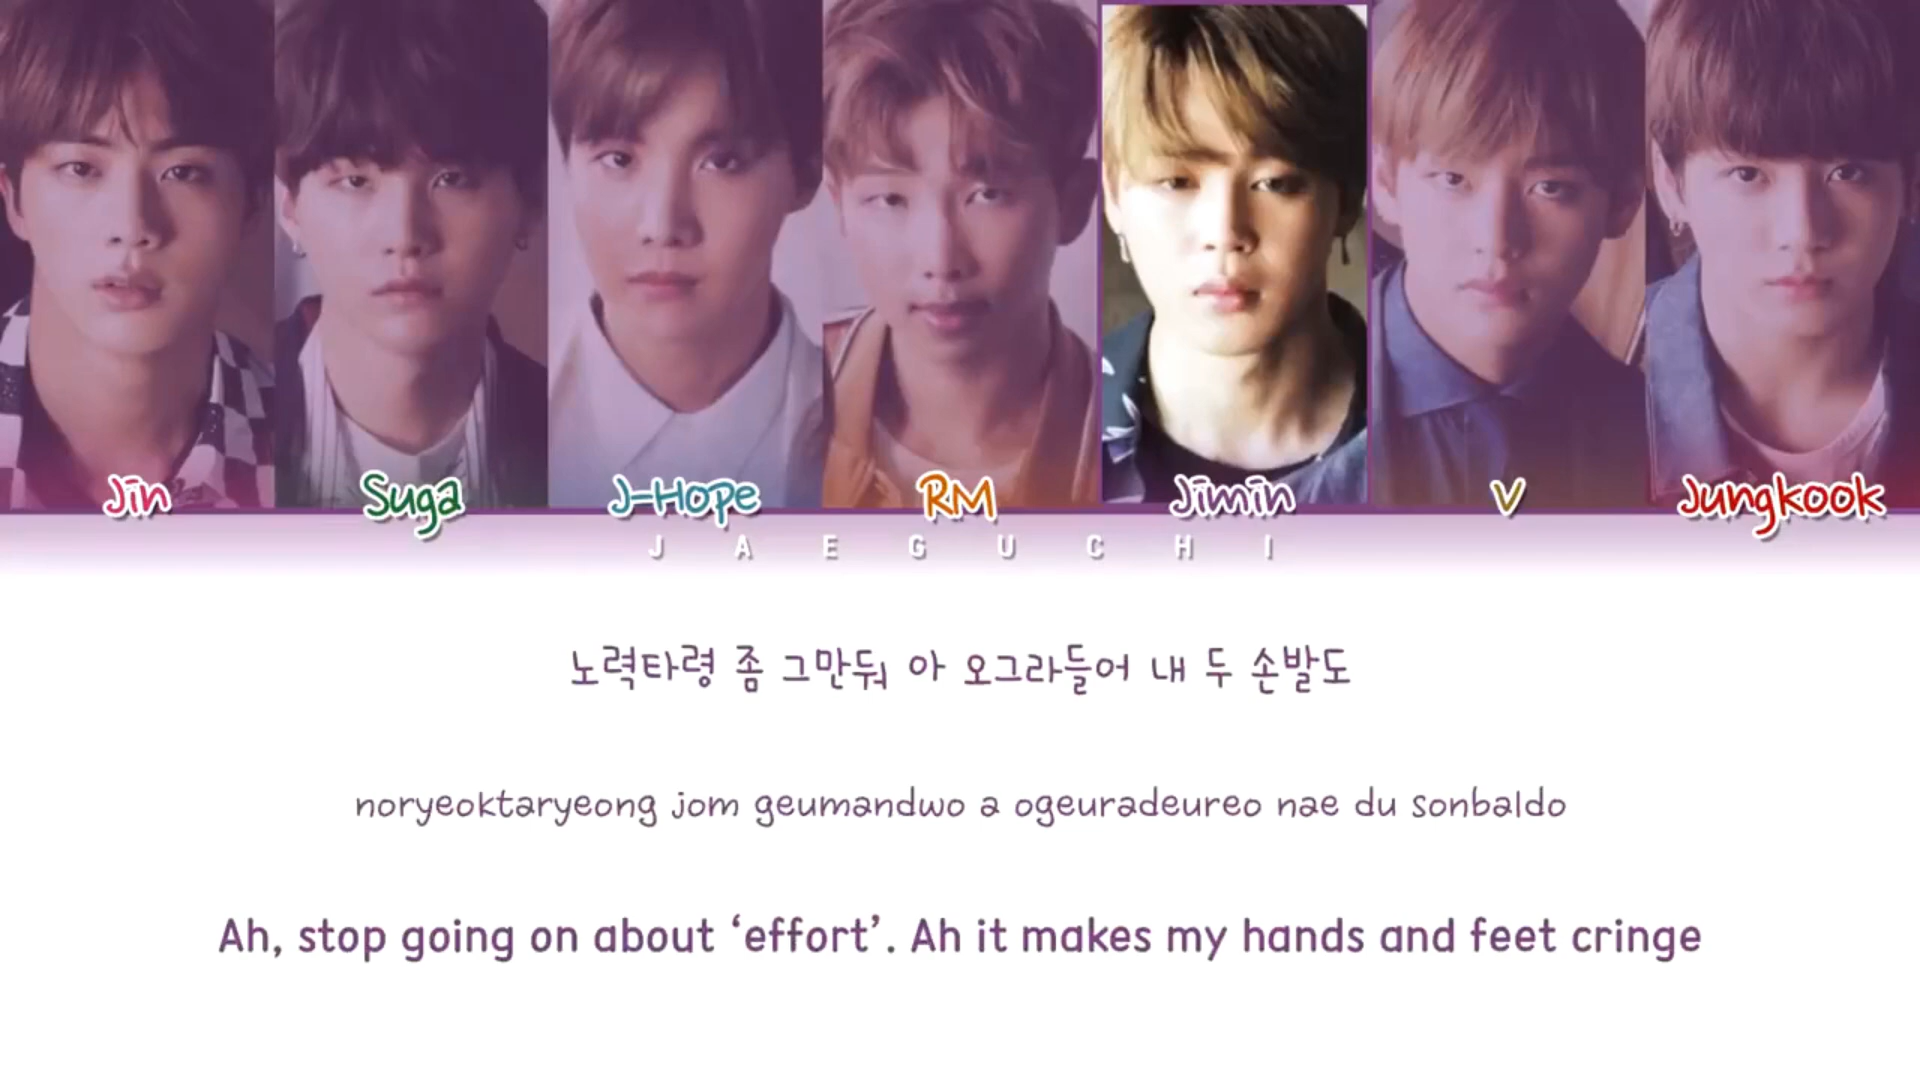 Jin Suga J-Hope RM Jimin V Jungkook
JAEGUCHI
노력타령 좀 그만둬 아 오그라들어 내 두 손발도
noryeoktaryeong jom geumandwo a ogeuradeureo nae du sonbaldo
Ah, stop going on about ‘effort’. Ah it makes my hands and feet cringe